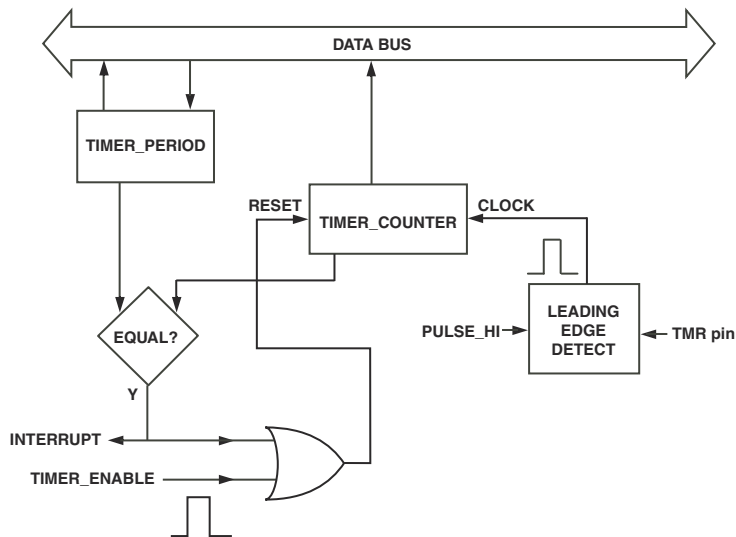 DATA BUS
TIMER_PERIOD
RESET
TIMER_COUNTER
CLOCK
EQUAL?
LEADING
EDGE
DETECT
PULSE_HI
TMR pin
Y
INTERRUPT
TIMER_ENABLE